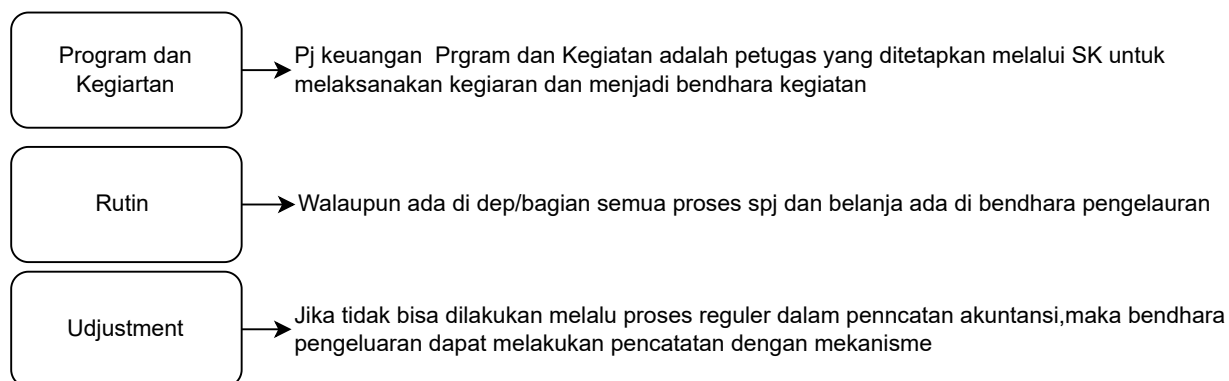 Program dan
Kegiartan
Pj keuangan  Prgram dan Kegiatan adalah petugas yang ditetapkan melalui SK untuk
melaksanakan kegiaran dan menjadi bendhara kegiatan
Rutin
Walaupun ada di dep/bagian semua proses spj dan belanja ada di bendhara pengelauran
Udjustment
Jika tidak bisa dilakukan melalu proses reguler dalam penncatan akuntansi,maka bendhara
pengeluaran dapat melakukan pencatatan dengan mekanisme